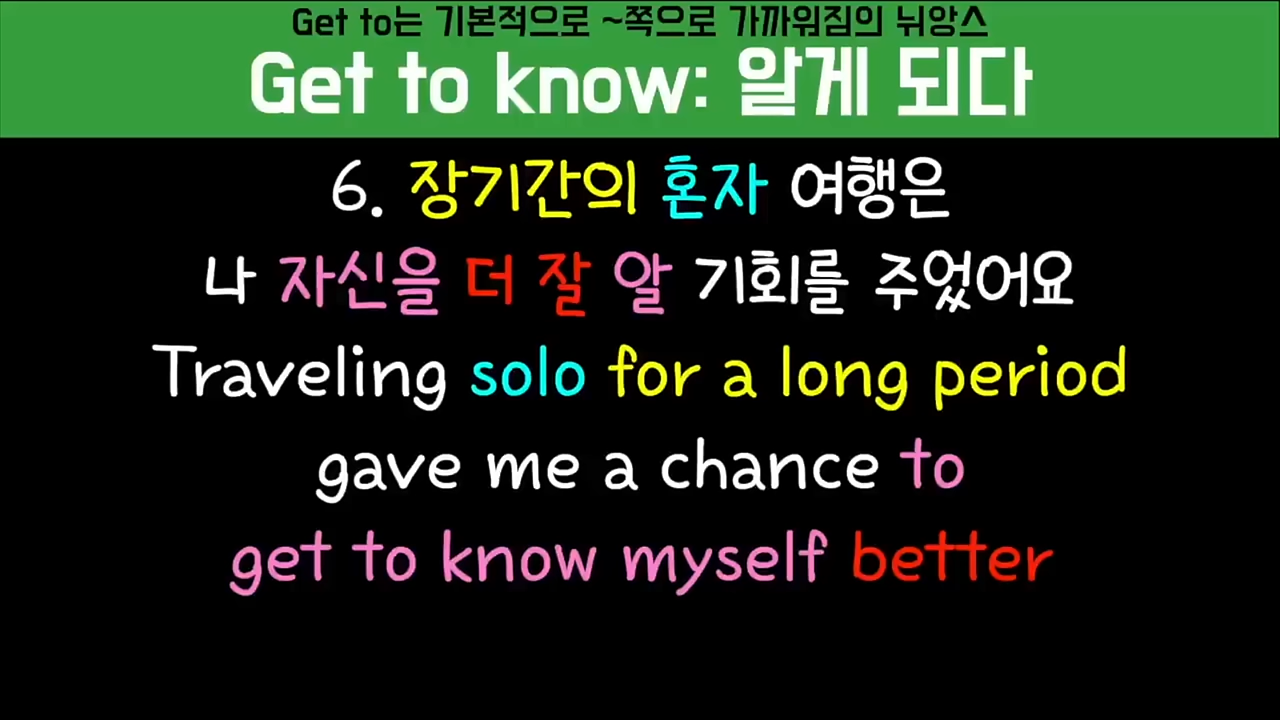 Get to는 기본적으로 ~쪽으로 가까워짐의 뉘앙스
Get to know: 알게 되다
6. 장기간의 혼자 여행은
나 자신을 더 잘 알 기회를 주었어요
Traveling solo for a long period
gave me a chance to
get to know myself better